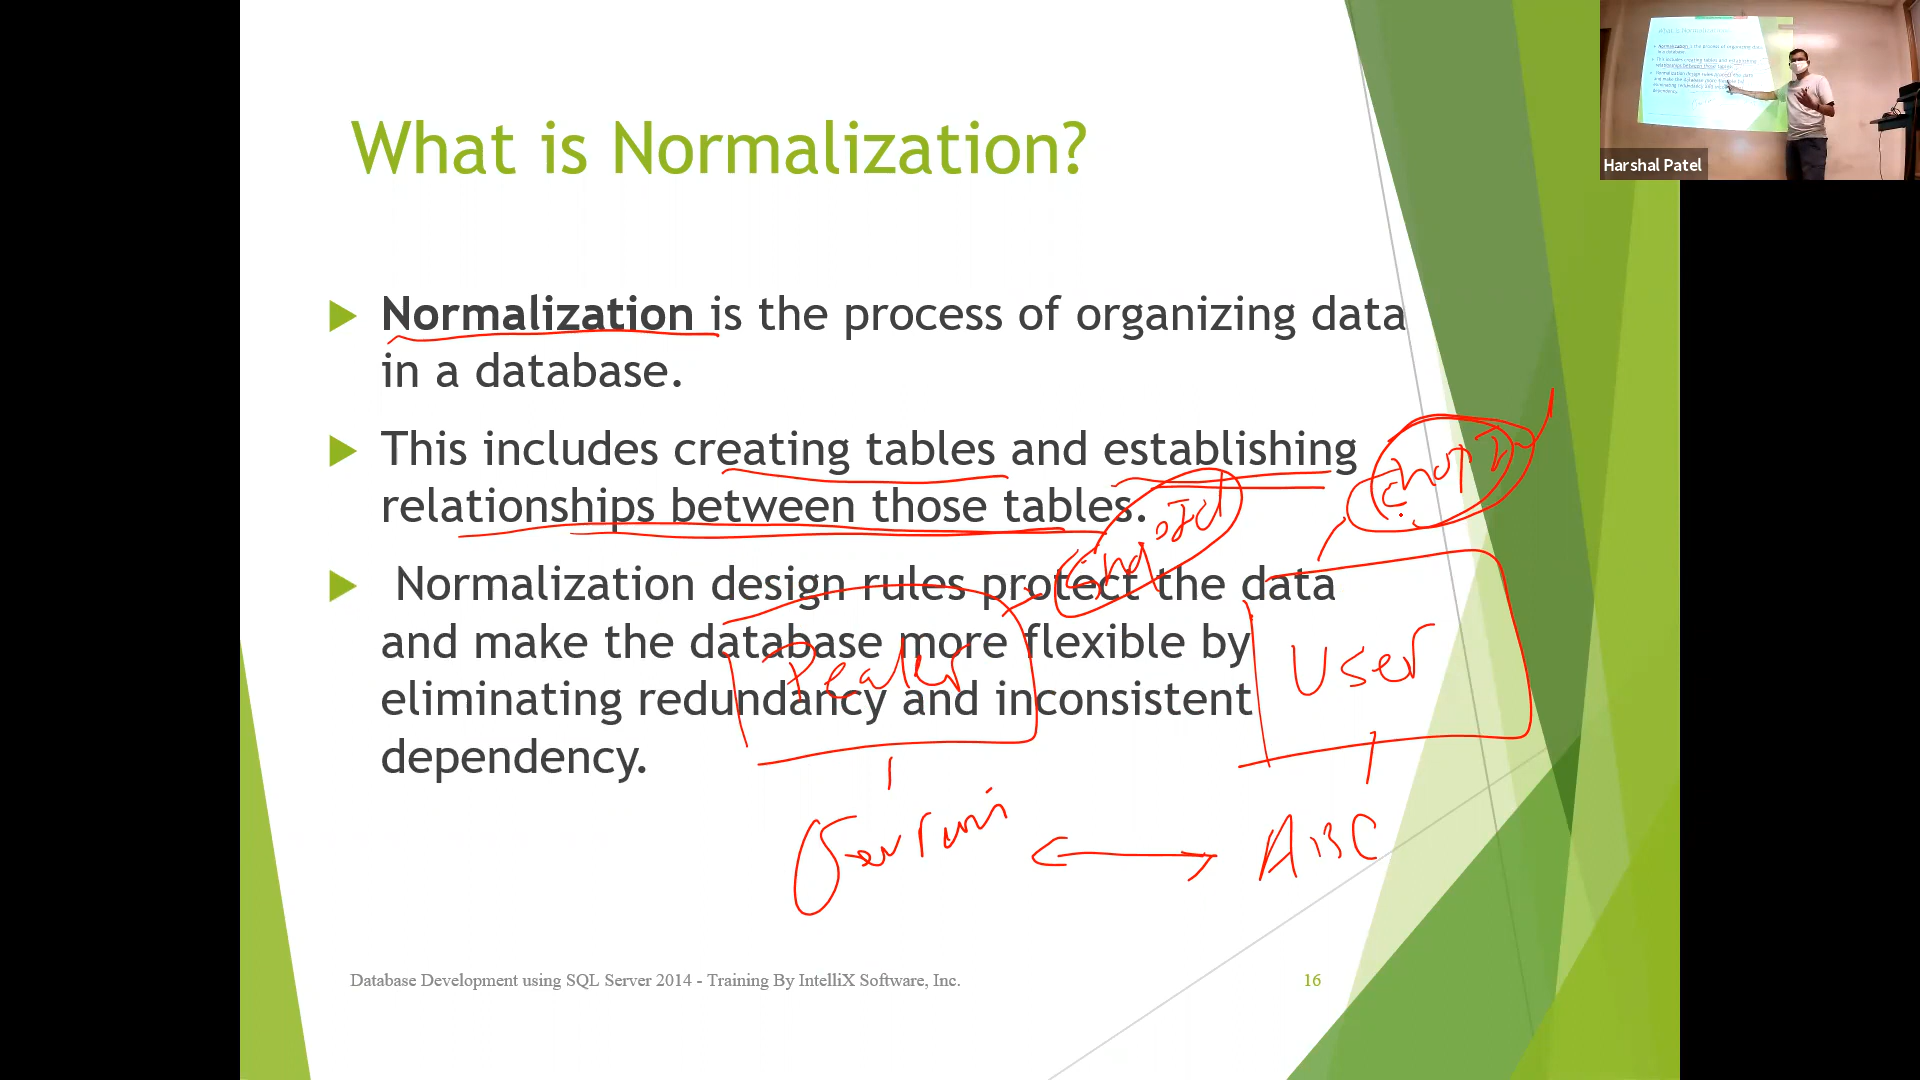 What is Normalization?
Harshal Patel
Normalization is the process of organizing data
in a database.
This includes creating tables and establishing
relationships between those tables.
Normalization design rules protect the data
and make the database more flexible by
eliminating redundancy and inconsistent
dependency.
User
ABC
Database Development using SQL Server 2014 - Training By IntelliX Software, Inc.
16